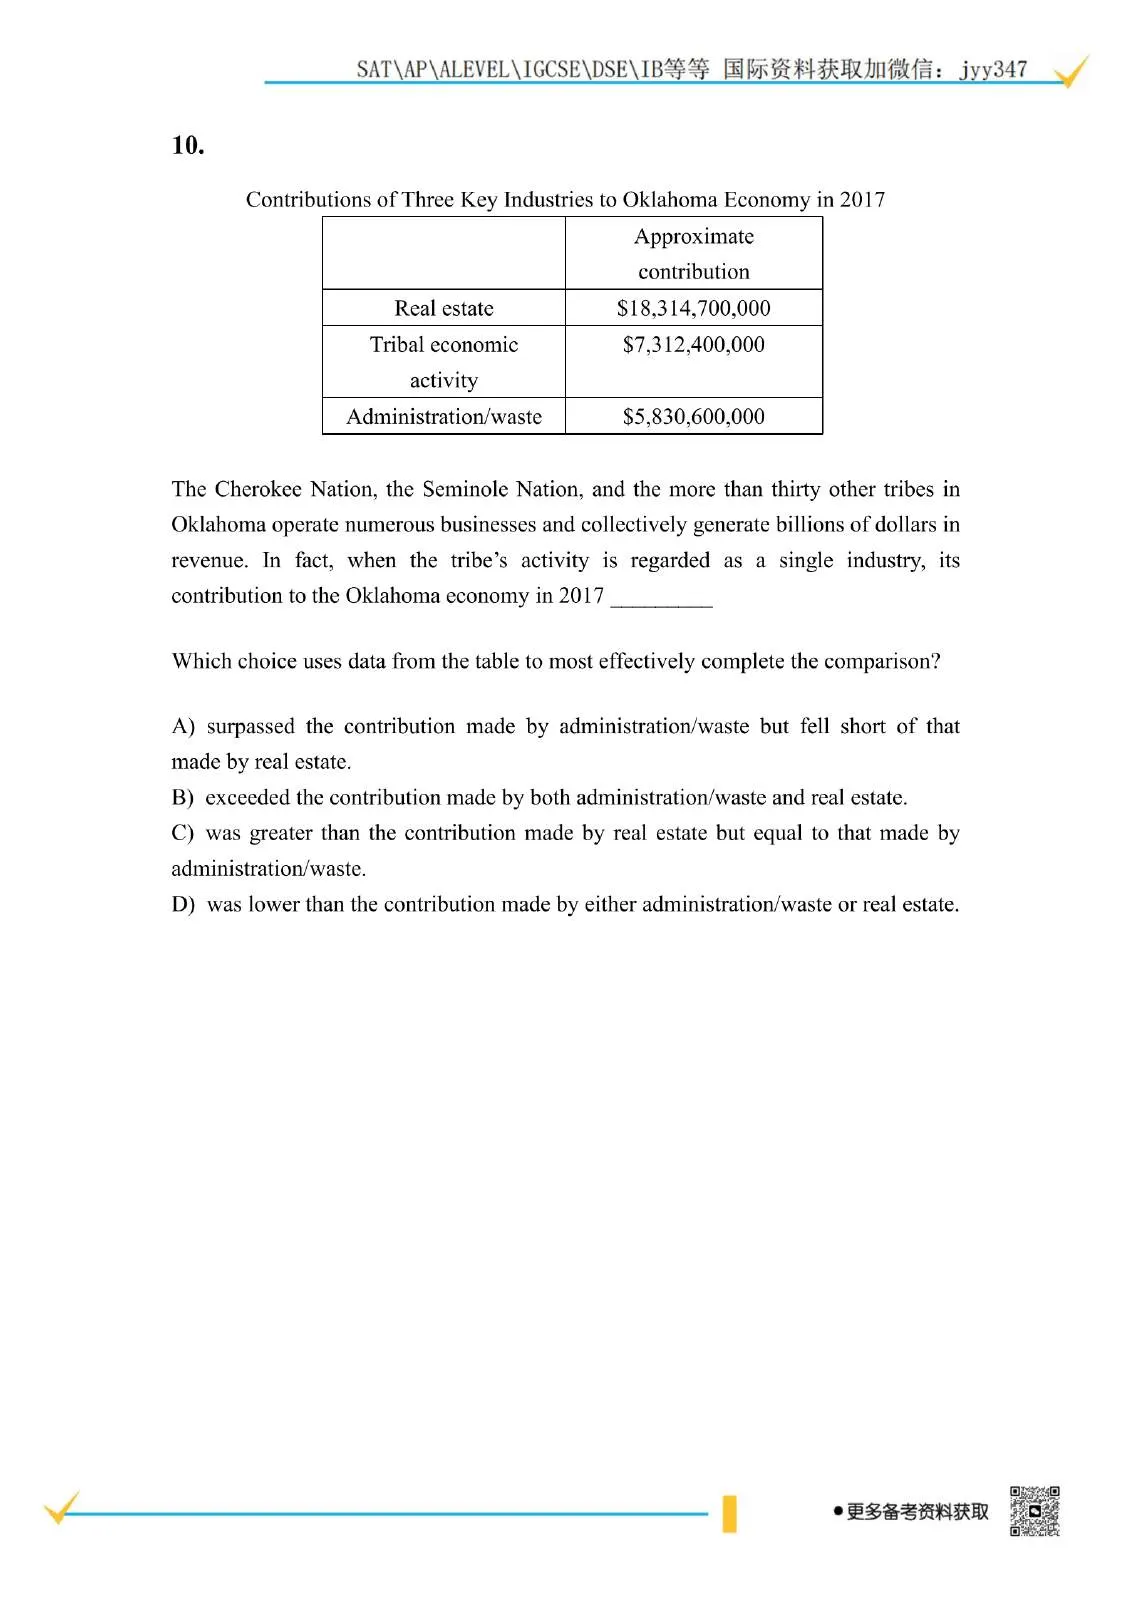 SAT\AP\ALEVEL\IGCSE\DSE\IB等等 国际资料获取加微信：jyy347
10.
Contributions of Three Key Industries to Oklahoma Economy in 2017
Approximate
contribution
Real estate $18,314,700,000
Tribal economic $7,312,400,000
activity
Administration/waste $5,830,600,000
The Cherokee Nation, the Seminole Nation, and the more than thirty other tribes in
Oklahoma operate numerous businesses and collectively generate billions of dollars in
revenue. In fact, when the tribe’s activity is regarded as a single industry, its
contribution to the Oklahoma economy in 2017 _________
Which choice uses data from the table to most effectively complete the comparison?
A) surpassed the contribution made by administration/waste but fell short of that
made by real estate.
B) exceeded the contribution made by both administration/waste and real estate.
C) was greater than the contribution made by real estate but equal to that made by
administration/waste.
D) was lower than the contribution made by either administration/waste or real estate.
●更多备考资料获取